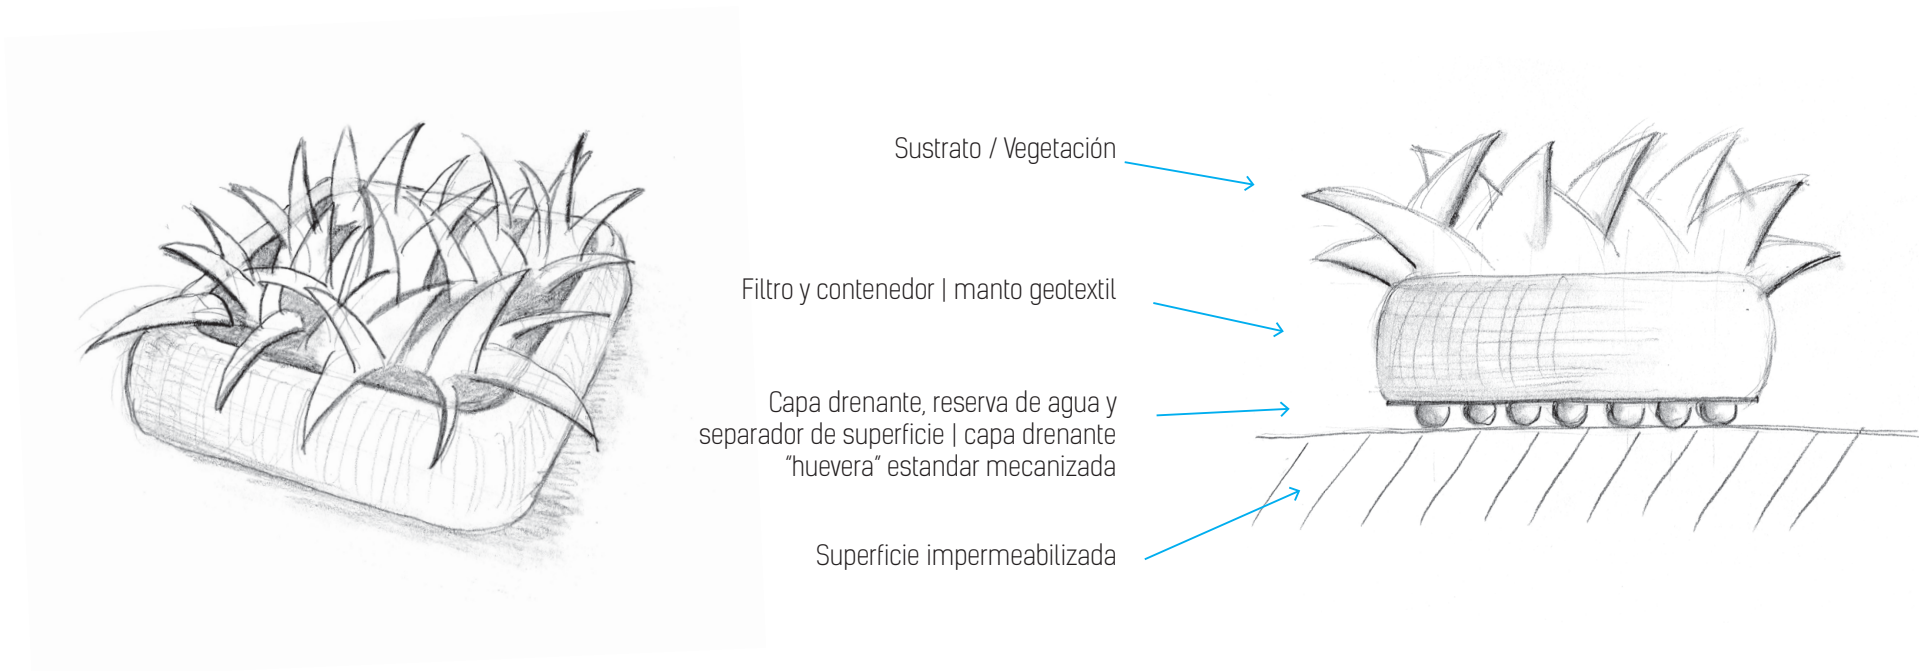 Sustrato / Vegetación
Filtro y contenedor | manto geotextil
Capa drenante, reserva de agua y
separador de superficie | capa drenante
“huevera” estandar mecanizada
Superficie impermeabilizada